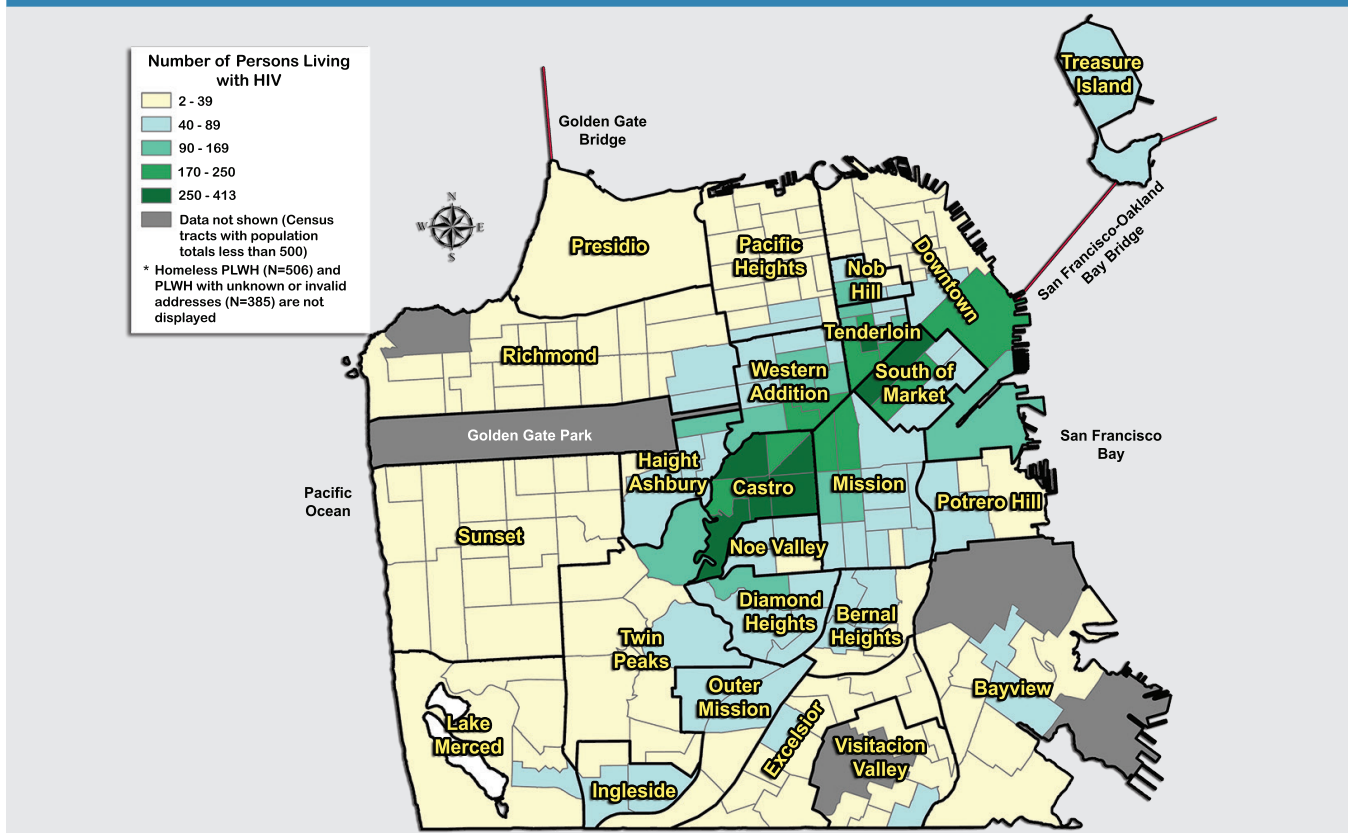 Number of Persons Living
with HIV
2 - 39
40 - 89
90 - 169
170 - 250
250 - 413
Data not shown (Census
tracts with population
totals less than 500)
* Homeless PLWH (N=506) and
PLWH with unknown or invalid
addresses (N=385) are not
displayed
N
W
E
S
Golden Gate
Bridge
Treasure
Island
San Francisco-Oakland
Bay Bridge
Presidio
Pacific
Heights
Nob
Hill
Downtown
Tenderloin
Richmond
Western
Addition
South of
Market
Golden Gate Park
San Francisco
Bay
Haight
Ashbury
Castro
Mission
Potrero Hill
Pacific
Ocean
Sunset
Noe Valley
Diamond
Heights
Bernal
Heights
Twin
Peaks
Outer
Mission
Bayview
Lake
Merced
Excelsior
Visitacion
Valley
Ingleside